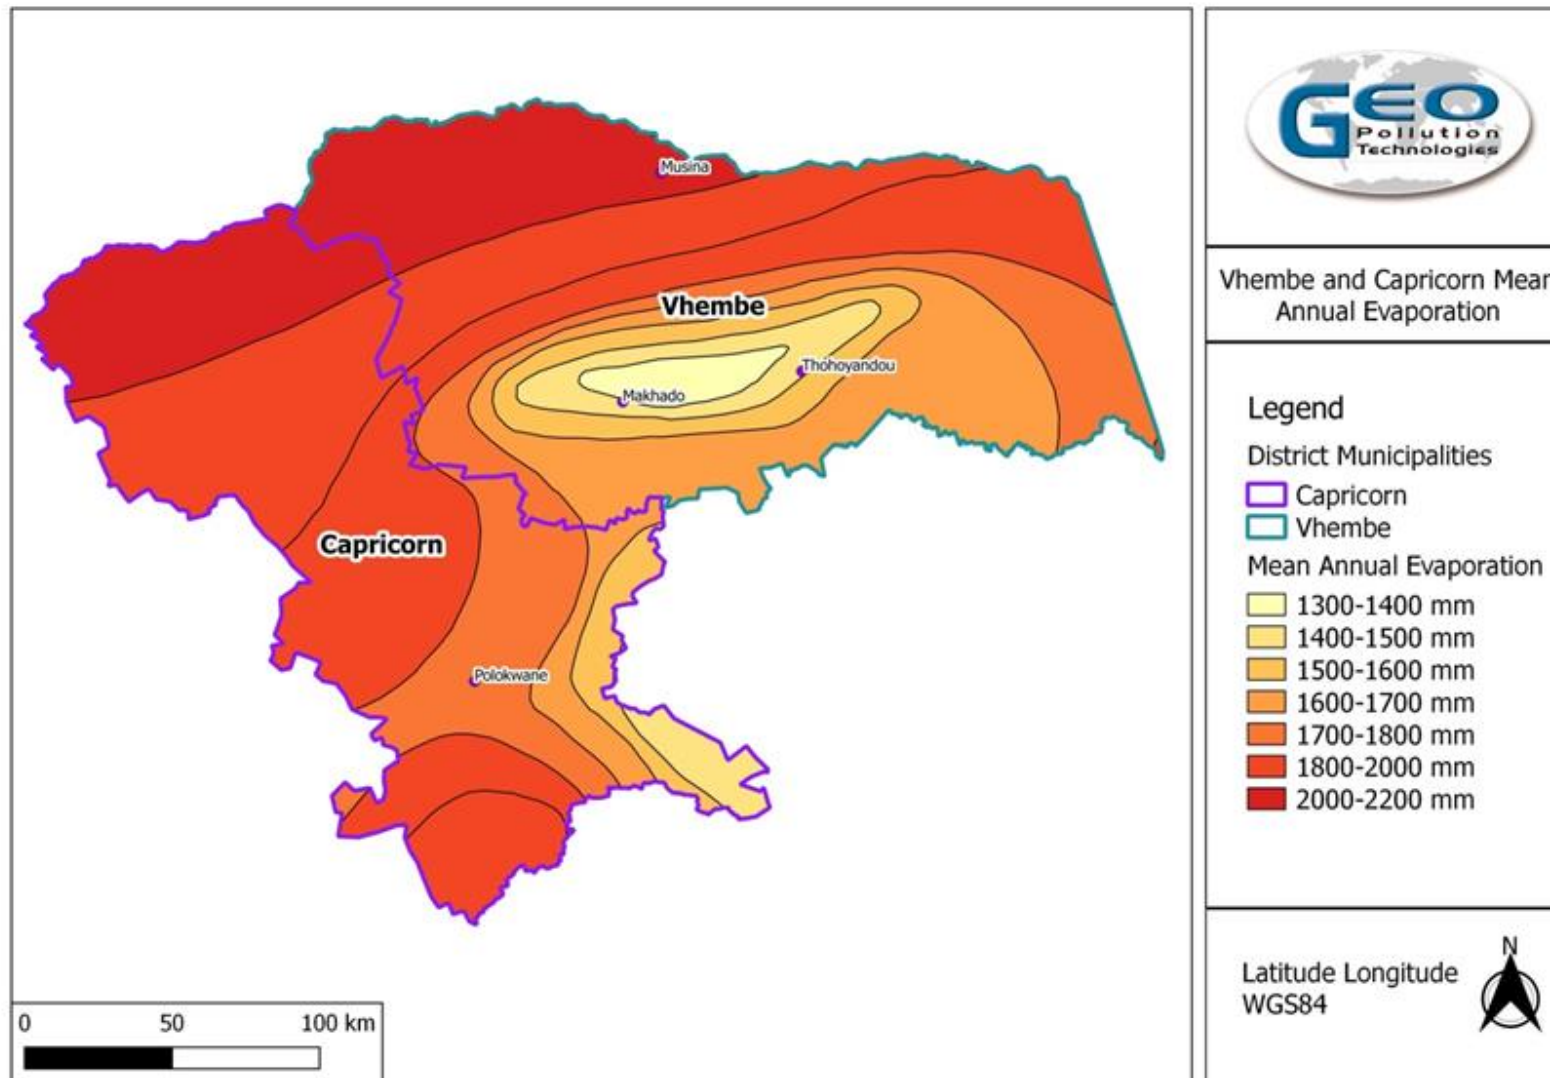 Musina
Vhembe
Thohoyandou
Makhado
Capricorn
Polokwane
0 50 100 km
GEO
Pollution
Technologies
Vhembe and Capricorn Mean
Annual Evaporation
Legend
District Municipalities
Capricorn
Vhembe
Mean Annual Evaporation
1300-1400 mm
1400-1500 mm
1500-1600 mm
1600-1700 mm
1700-1800 mm
1800-2000 mm
2000-2200 mm
Latitude Longitude
WGS84
N